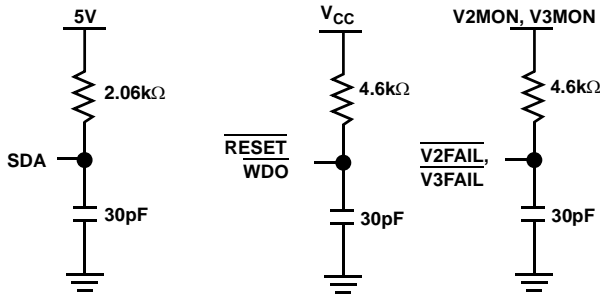 5V
2.06kΩ
SDA
30pF
VCC
4.6kΩ
RESET
WDO
30pF
V2MON, V3MON
4.6kΩ
V2FAIL,
V3FAIL
30pF